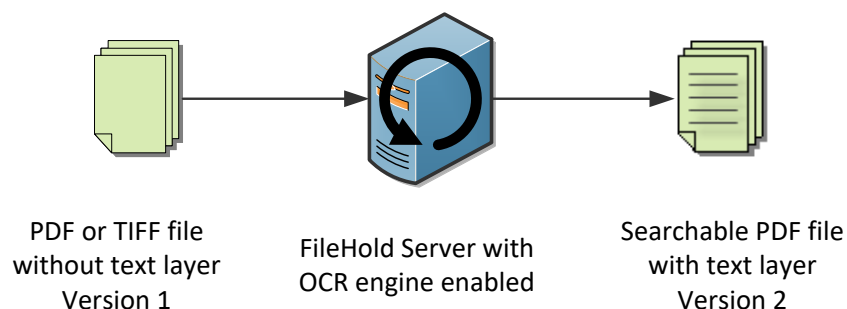 PDF or TIFF file
without text layer
Version 1
FileHold Server with
OCR engine enabled
Searchable PDF file
with text layer
Version 2